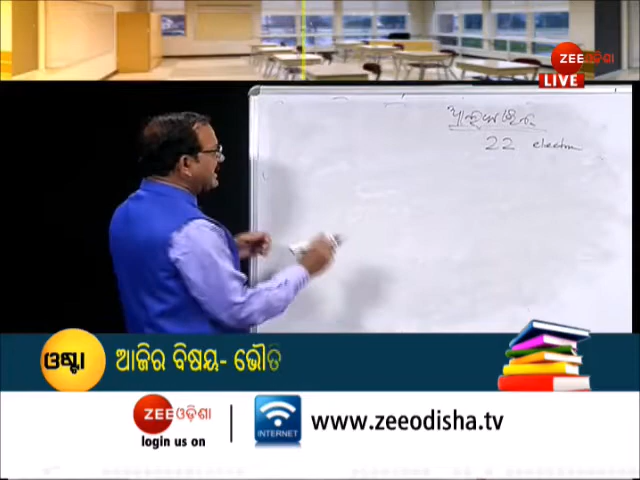 ZEE ଓଡ଼ିଶା
LIVE
22 electron
ଓଷ୍ଟା
ଆଜିର ବିଷୟ- ଭୌତି
ZEE ଓଡ଼ିଶା
login us on
INTERNET
www.zeeodisha.tv